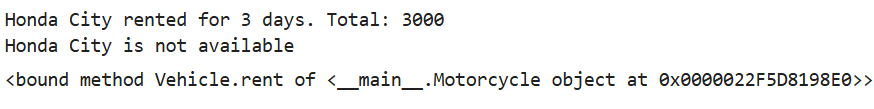 Honda City rented for 3 days. Total: 3000
Honda City is not available
<bound method Vehicle.rent of <__main__.Motorcycle object at 0x0000022F5D8198E0>>